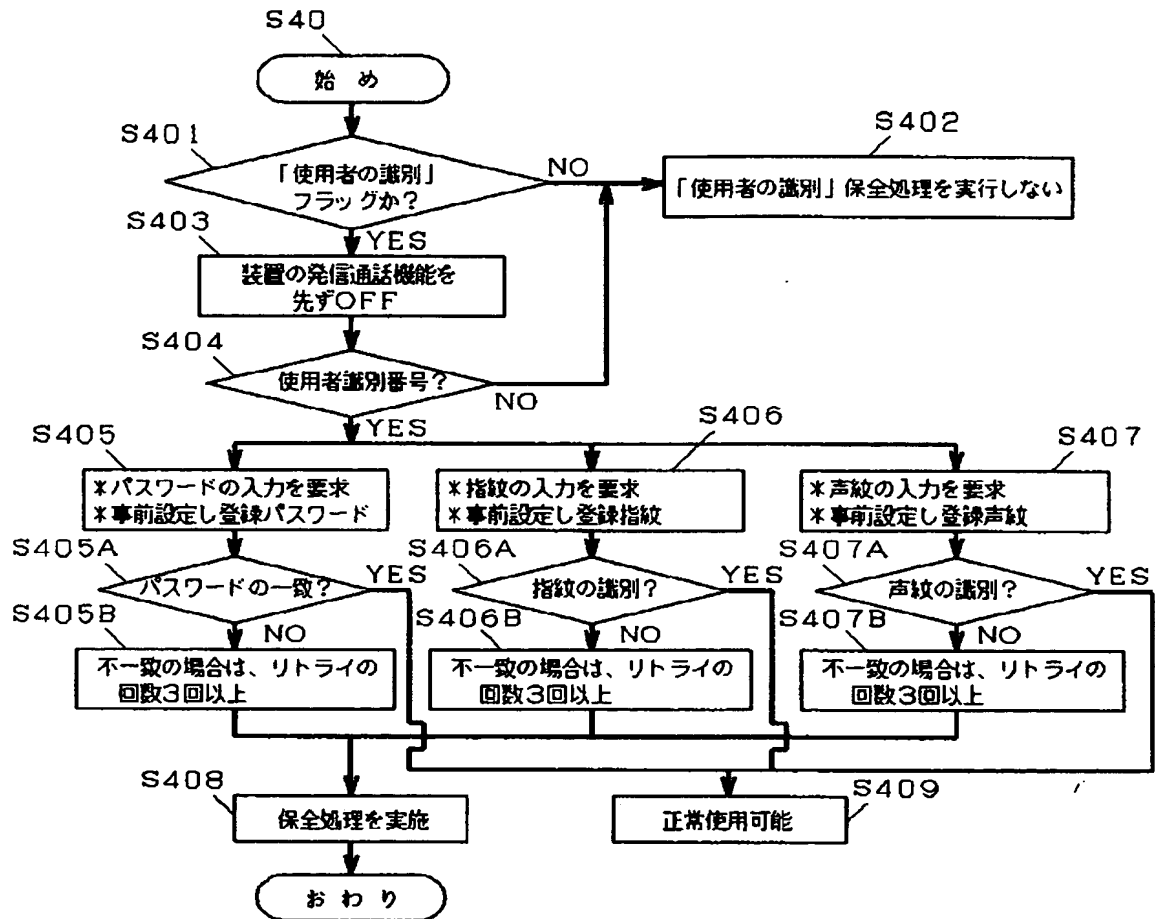 S40
始め
S401
「使用者の識別」
フラッグか?
NO
S402
「使用者の識別」保全処理を実行しない
S403
YES
装置の発信通話機能を
先ずOFF
S404
使用者識別番号?
NO
YES
S405
*パスワードの入力を要求
*事前設定し登録パスワード
S406
*指紋の入力を要求
*事前設定し登録指紋
S407
*声紋の入力を要求
*事前設定し登録声紋
S405A
パスワードの一致?
YES
S406A
指紋の識別?
YES
S407A
声紋の識別?
YES
S405B
NO
不一致の場合は、リトライの
回数3回以上
S406B
NO
不一致の場合は、リトライの
回数3回以上
S407B
NO
不一致の場合は、リトライの
回数3回以上
S408
保全処理を実施
S409
正常使用可能
おわり